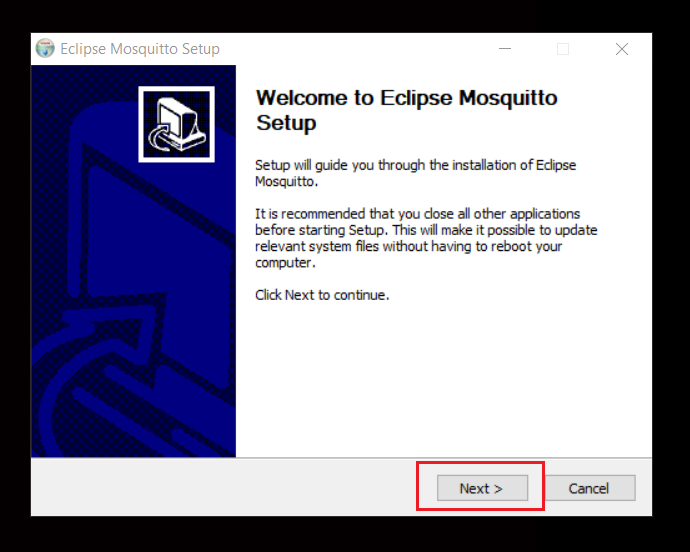 Eclipse Mosquitto Setup
Welcome to Eclipse Mosquitto
Setup
Setup will guide you through the installation of Eclipse
Mosquitto.
It is recommended that you close all other applications
before starting Setup. This will make it possible to update
relevant system files without having to reboot your
computer.
Click Next to continue.
Next >
Cancel